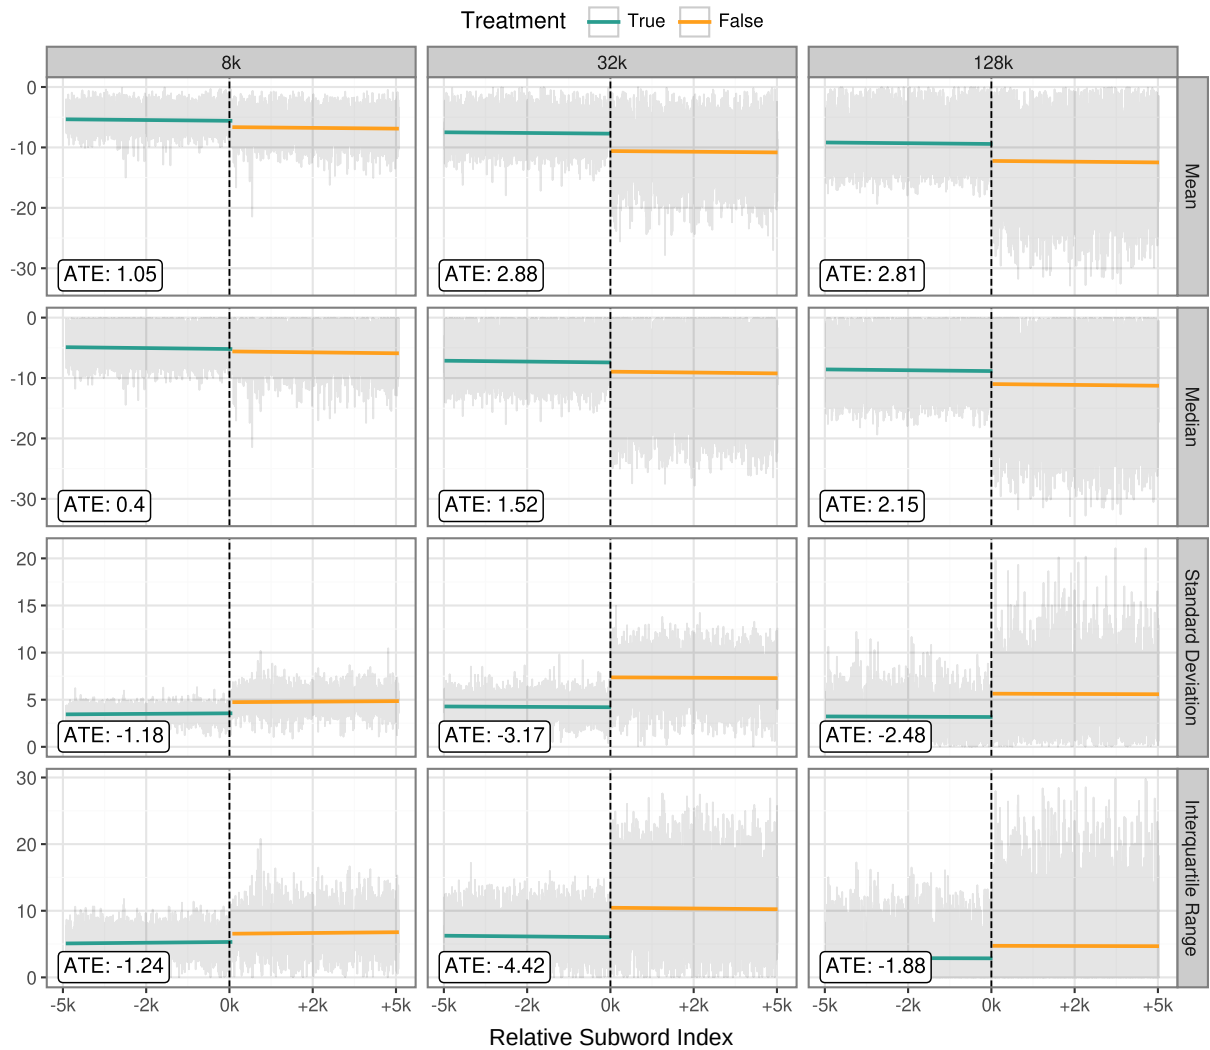 Treatment True False
8k 32k 128k
0
-10
-20
-30
ATE: 1.05 ATE: 2.88 ATE: 2.81
Mean
0
-10
-20
-30
ATE: 0.4 ATE: 1.52 ATE: 2.15
Median
20
15
10
5
0
ATE: -1.18 ATE: -3.17 ATE: -2.48
Standard Deviation
30
20
10
0
ATE: -1.24 ATE: -4.42 ATE: -1.88
Interquartile Range
-5k -2k 0k +2k +5k -5k -2k 0k +2k +5k -5k -2k 0k +2k +5k
Relative Subword Index